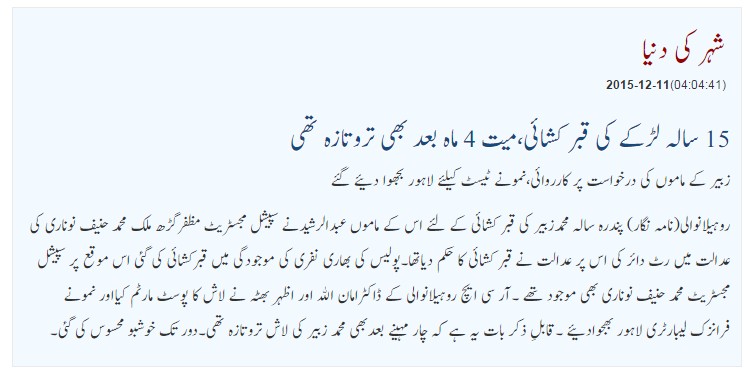 شہر کی دنیا
2015-12-11(04:04:41)
15 سالہ لڑکے کی قبر کشائی،میت 4 ماہ بعد بھی تروتازہ تھی
زبیر کے ماموں کی درخواست پر کارروائی،نمونے ٹیسٹ کیلئے لاہور بھجوا دیئے گئے
روہیلانوالی(نامہ نگار) پندرہ سالہ محمدزبیر کی قبر کشائی کے لئے اس کے ماموں عبدالرشیدنے سپیشل مجسٹریٹ مظفرگڑھ ملک محمد حنیف نوناری کی
عدالت میں رٹ دائر کی اس پر عدالت نے قبر کشائی کا حکم دیاتھا۔پولیس کی بھاری نفری کی موجودگی میں قبرکشائی کی گئی اس موقع پر سپیشل
مجسٹریٹ محمد حنیف نوناری بھی موجود تھے ۔آر سی ایچ روہیلانوالی کے ڈاکٹرامان اللہ اور اظہر بھٹہ نے لاش کا پوسٹ مارٹم کیااور نمونے
فرانزک لیبارٹری لاہور بھجوادیئے ۔ قابلِ ذکر بات یہ ہے کہ چار مہینے بعدبھی محمد زبیر کی لاش تروتازہ تھی۔دور تک خوشبو محسوس کی گئی۔